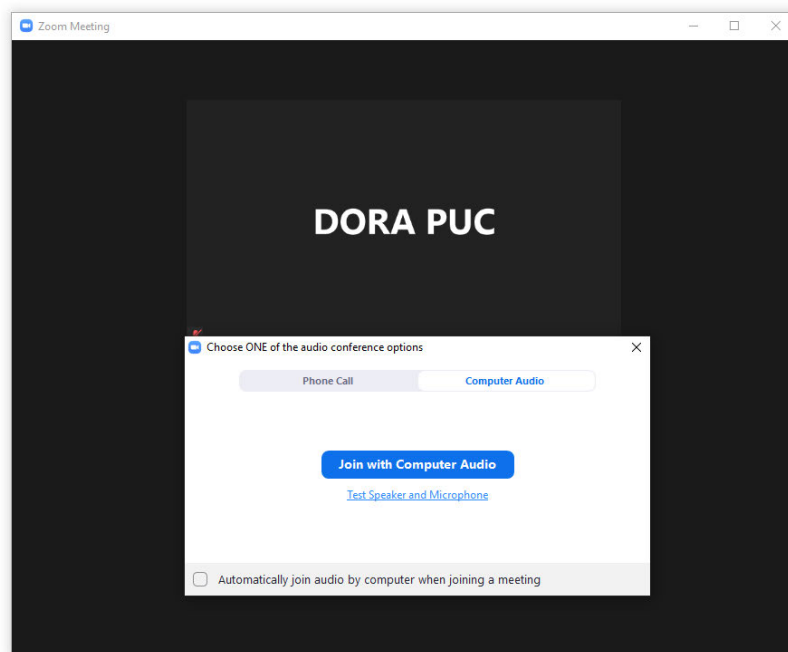 Zoom Meeting
DORA PUC
Choose ONE of the audio conference options
Phone Call
Computer Audio
Join with Computer Audio
Test Speaker and Microphone
Automatically join audio by computer when joining a meeting